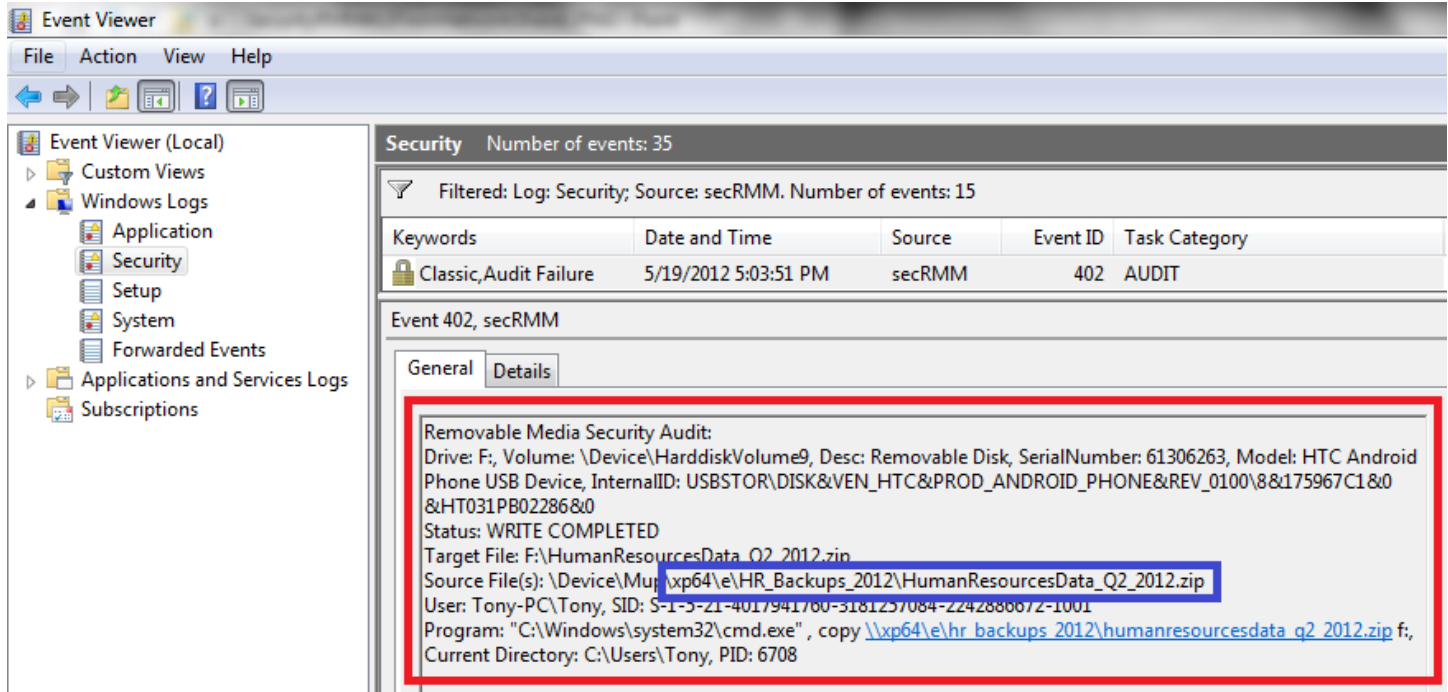 Event Viewer
File Action View Help
Event Viewer (Local)
Custom Views
Windows Logs
Application
Security
Setup
System
Forwarded Events
Applications and Services Logs
Subscriptions
Security Number of events: 35
Filtered: Log: Security; Source: secRMM. Number of events: 15
Keywords Date and Time Source Event ID Task Category
Classic,Audit Failure 5/19/2012 5:03:51 PM secRMM 402 AUDIT
Event 402, secRMM
General Details
Removable Media Security Audit:
Drive: F:, Volume: \Device\HarddiskVolume9, Desc: Removable Disk, SerialNumber: 61306263, Model: HTC Android
Phone USB Device, InternalID: USBSTOR\DISK&VEN_HTC&PROD_ANDROID_PHONE&REV_0100\8&175967C1&0
&HT031PB02286&0
Status: WRITE COMPLETED
Target File: F:\HumanResourcesData_Q2_2012.zip
Source File(s): \Device\Mup\xp64\e\HR_Backups_2012\HumanResourcesData_Q2_2012.zip
User: Tony-PC\Tony, SID: S-1-5-21-4017941760-3181257084-2242886672-1001
Program: "C:\Windows\system32\cmd.exe" , copy \\xp64\e\hr_backups_2012\humanresourcesdata_q2_2012.zip f:,
Current Directory: C:\Users\Tony, PID: 6708